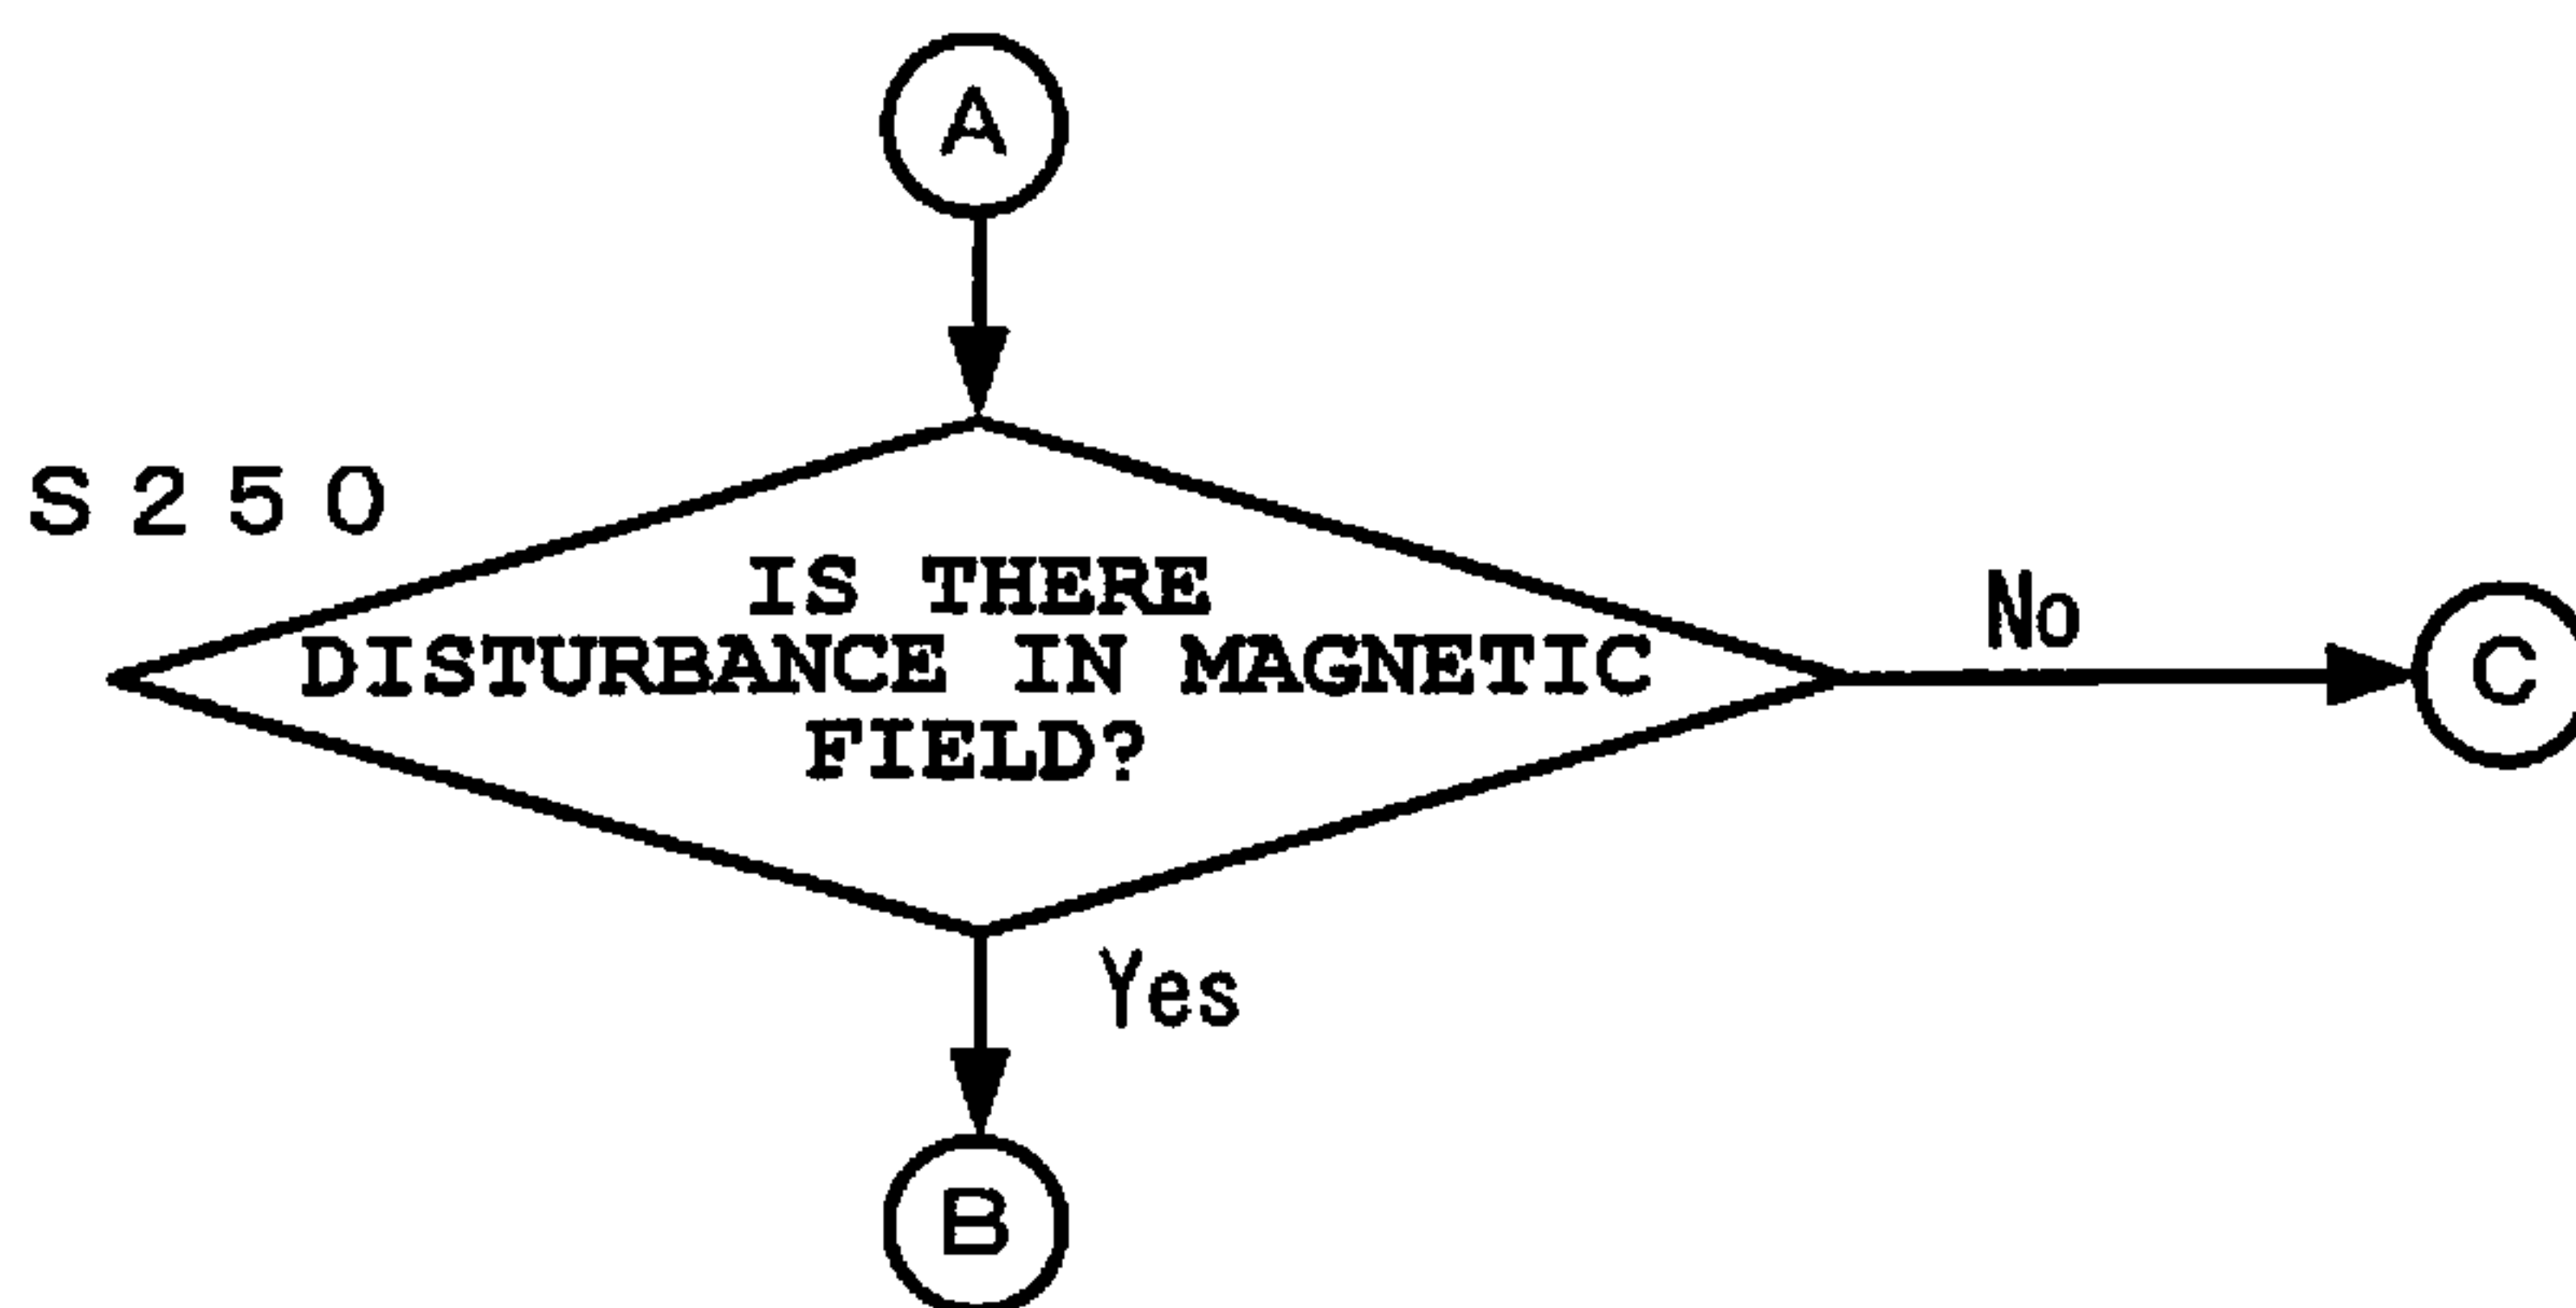 A
S250
IS THERE
DISTURBANCE IN MAGNETIC
FIELD?
No
C
Yes
B